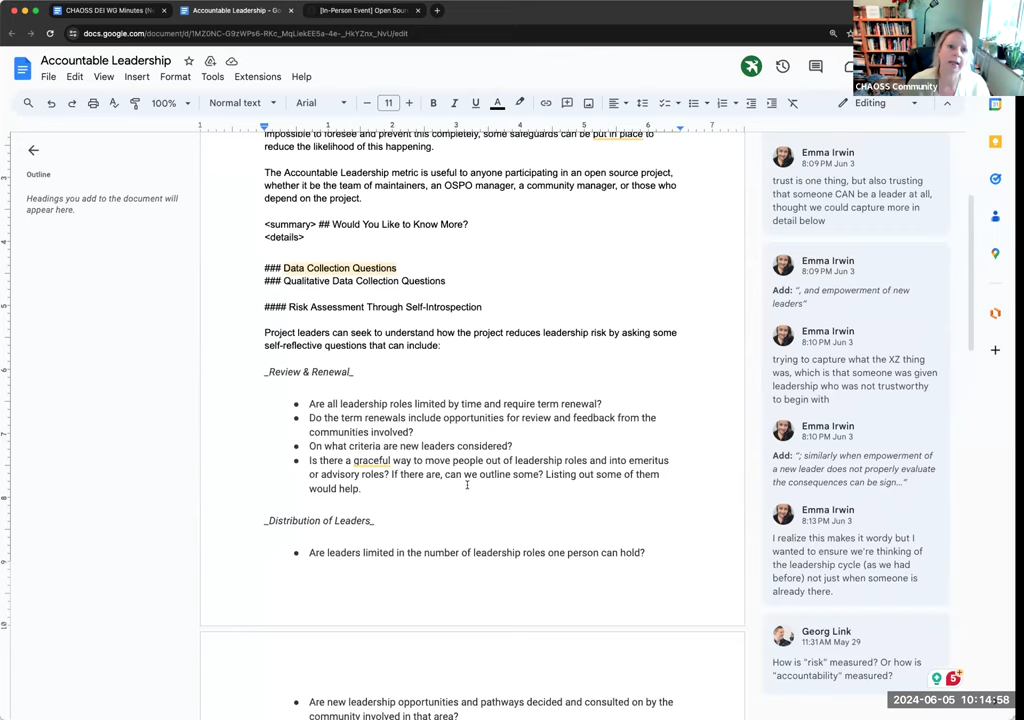 CHAOSS DEI WG Minutes (N
Accountable Leadership - Go
[In-Person Event] Open Sour
docs.google.com/document/d/1MZ0NC-G9zWPs6-RKc_MqLiekEE5a-4e-_HkYZnx_NvU/edit
Accountable Leadership
File Edit View Insert Format Tools Extensions Help
100% Normal text Arial 11 Editing
CHAOSS Community
1 1 2 3 4 5 6 7
Outline
Headings you add to the document will
appear here.
impossible to foresee and prevent this completely, some safeguards can be put in place to
reduce the likelihood of this happening.
The Accountable Leadership metric is useful to anyone participating in an open source project,
whether it be the team of maintainers, an OSPO manager, a community manager, or those who
depend on the project.
<summary> ## Would You Like to Know More?
<details>
### Data Collection Questions
### Qualitative Data Collection Questions
#### Risk Assessment Through Self-Introspection
Project leaders can seek to understand how the project reduces leadership risk by asking some
self-reflective questions that can include:
_Review & Renewal_
● Are all leadership roles limited by time and require term renewal?
● Do the term renewals include opportunities for review and feedback from the
communities involved?
● On what criteria are new leaders considered?
● Is there a graceful way to move people out of leadership roles and into emeritus
or advisory roles? If there are, can we outline some? Listing out some of them
would help.
_Distribution of Leaders_
● Are leaders limited in the number of leadership roles one person can hold?
● Are new leadership opportunities and pathways decided and consulted on by the
community involved in that area?
Emma Irwin
8:09 PM Jun 3
trust is one thing, but also trusting
that someone CAN be a leader at all,
thought we could capture more in
detail below
Emma Irwin
8:09 PM Jun 3
Add: “, and empowerment of new
leaders”
Emma Irwin
8:10 PM Jun 3
trying to capture what the XZ thing
was, which is that someone was given
leadership who was not trustworthy
to begin with
Emma Irwin
8:10 PM Jun 3
Add: “; similarly when empowerment of
a new leader does not properly evaluate
the consequences can be sign…”
Emma Irwin
8:13 PM Jun 3
I realize this makes it wordy but I
wanted to ensure we're thinking of
the leadership cycle (as we had
before) not just when someone is
already there.
Georg Link
11:31 AM May 29
How is "risk" measured? Or how is
"accountability" measured?
5
2024-06-05 10:14:58